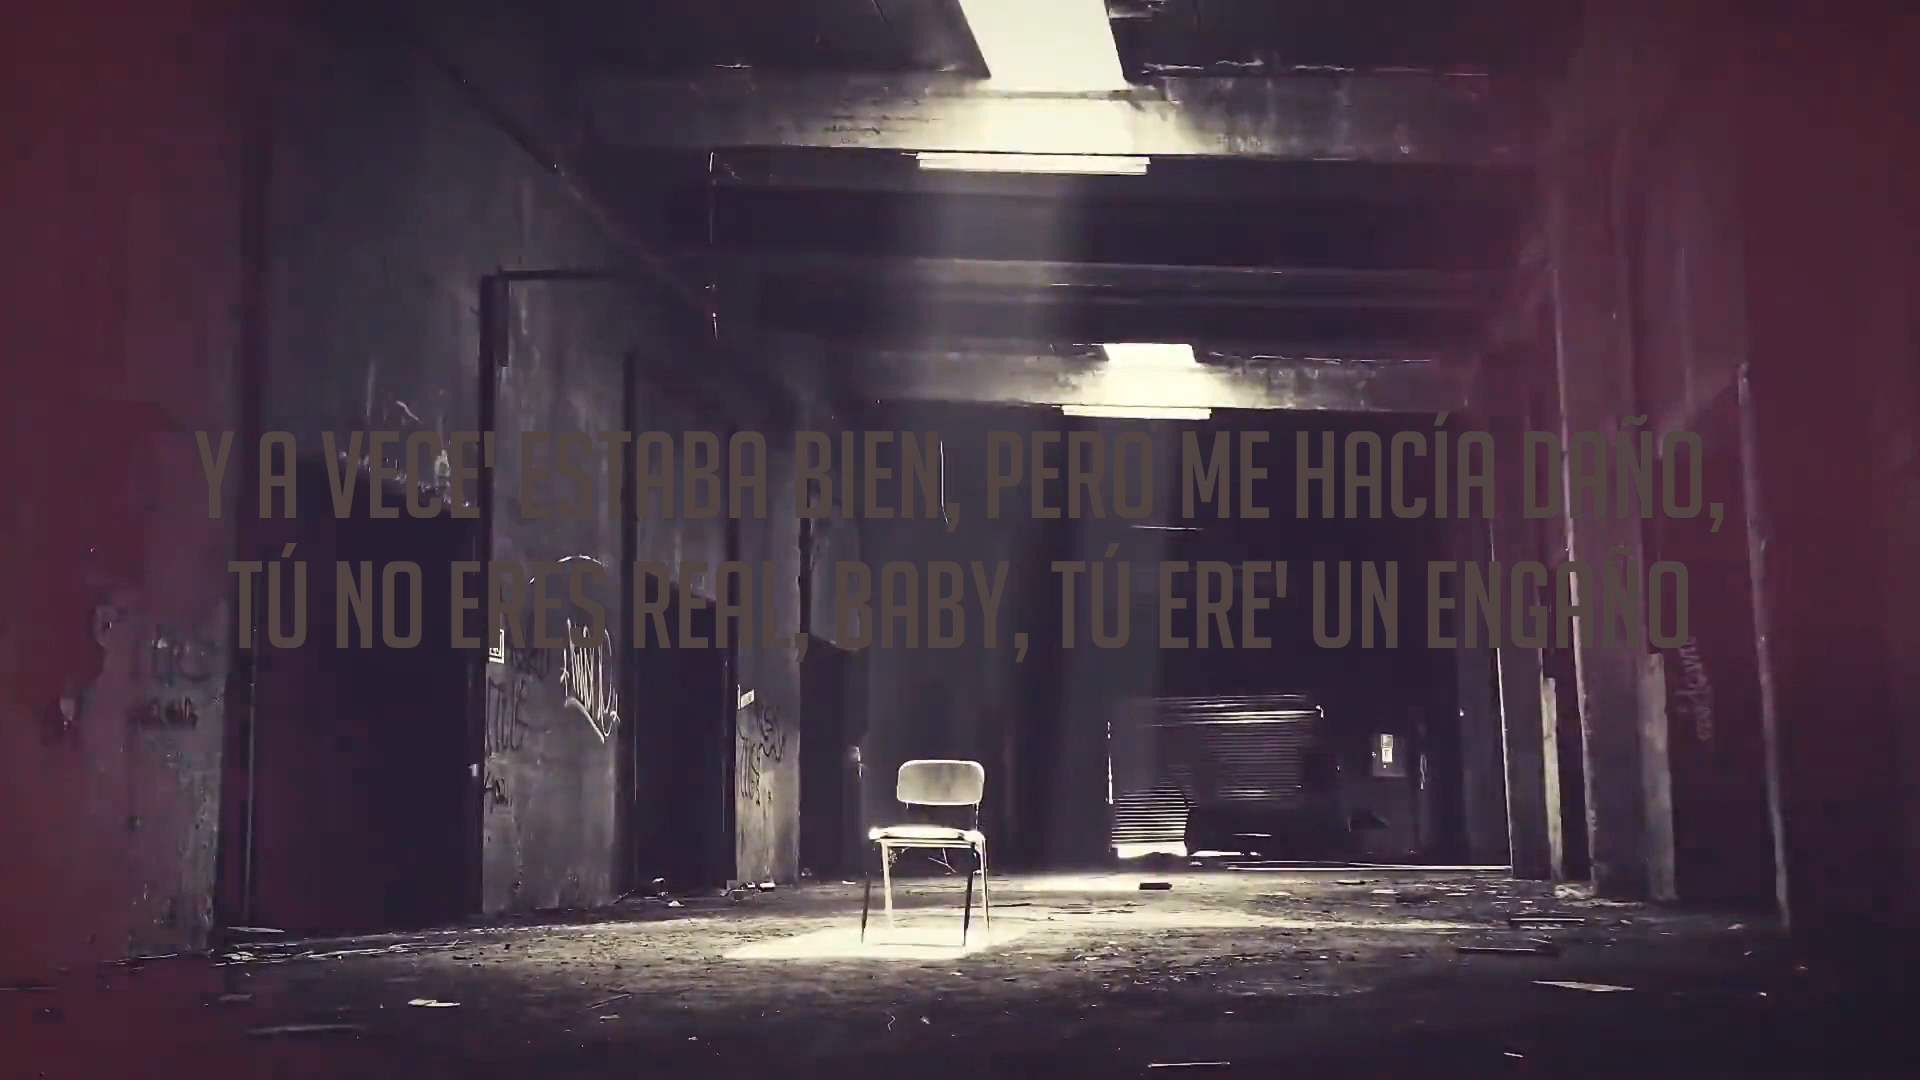 Y A VECE' ESTABA BIEN, PERO ME HACÍA DAÑO,
TÚ NO ERES REAL, BABY, TÚ ERE' UN ENGAÑO